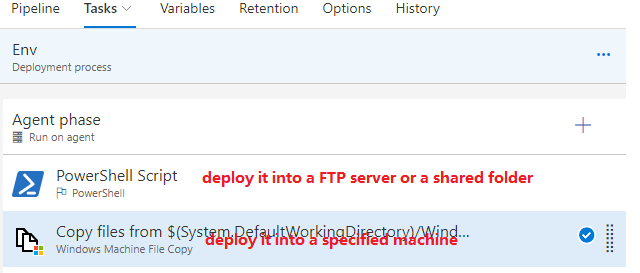 Pipeline Tasks Variables Retention Options History
Env
Deployment process
Agent phase
Run on agent
PowerShell Script deploy it into a FTP server or a shared folder
PowerShell
Copy files from $(System.DefaultWorkingDirectory)/Wind...
deploy it into a specified machine
Windows Machine File Copy